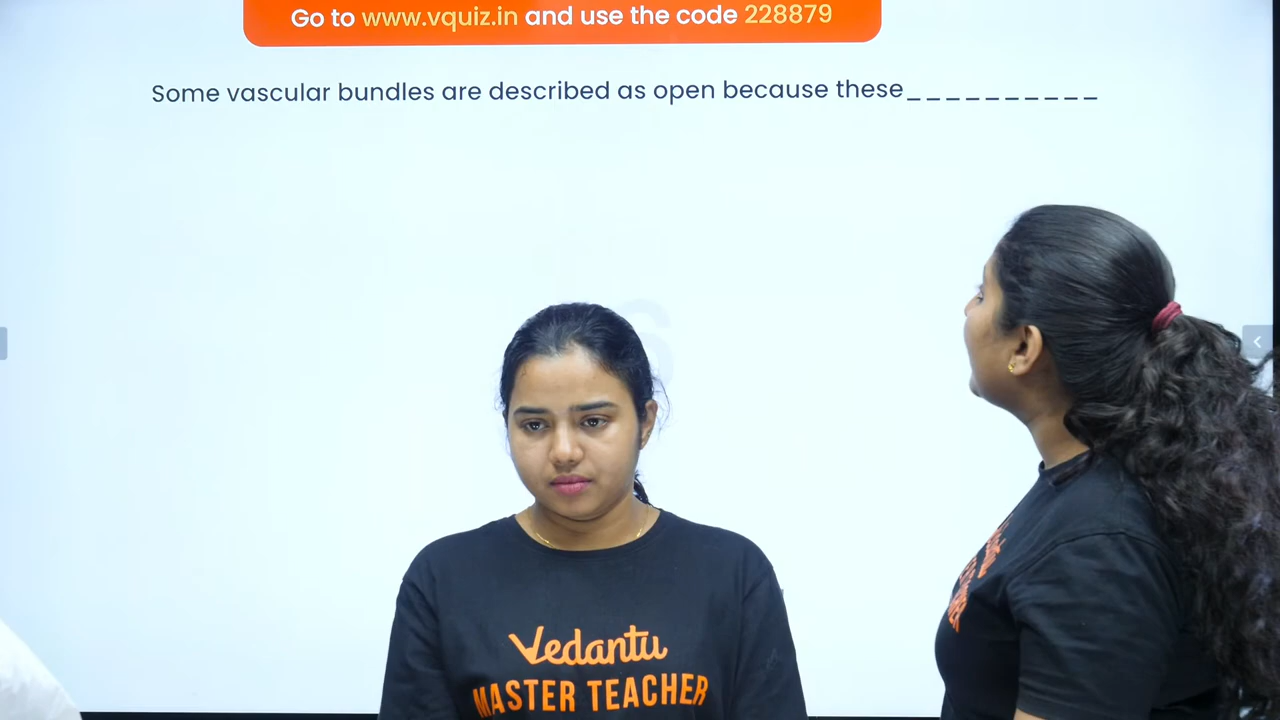 Go to www.vquiz.in and use the code 228879
Some vascular bundles are described as open because these__________
Vedantu
MASTER TEACHER